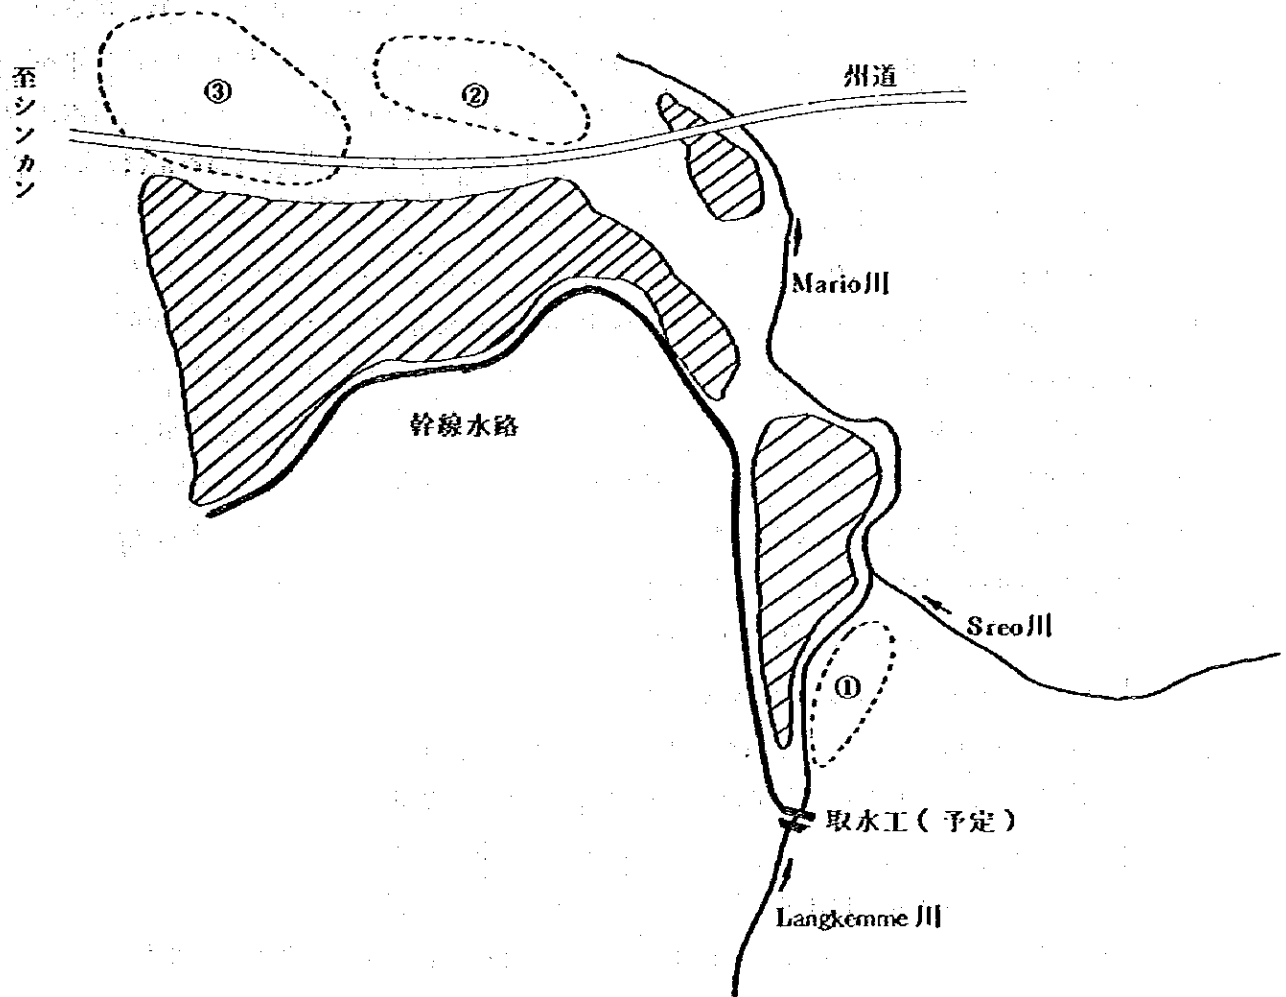 至シンカン
③
②
州道
Mario川
幹線水路
Sreo川
①
取水工(予定)
Langkemme川